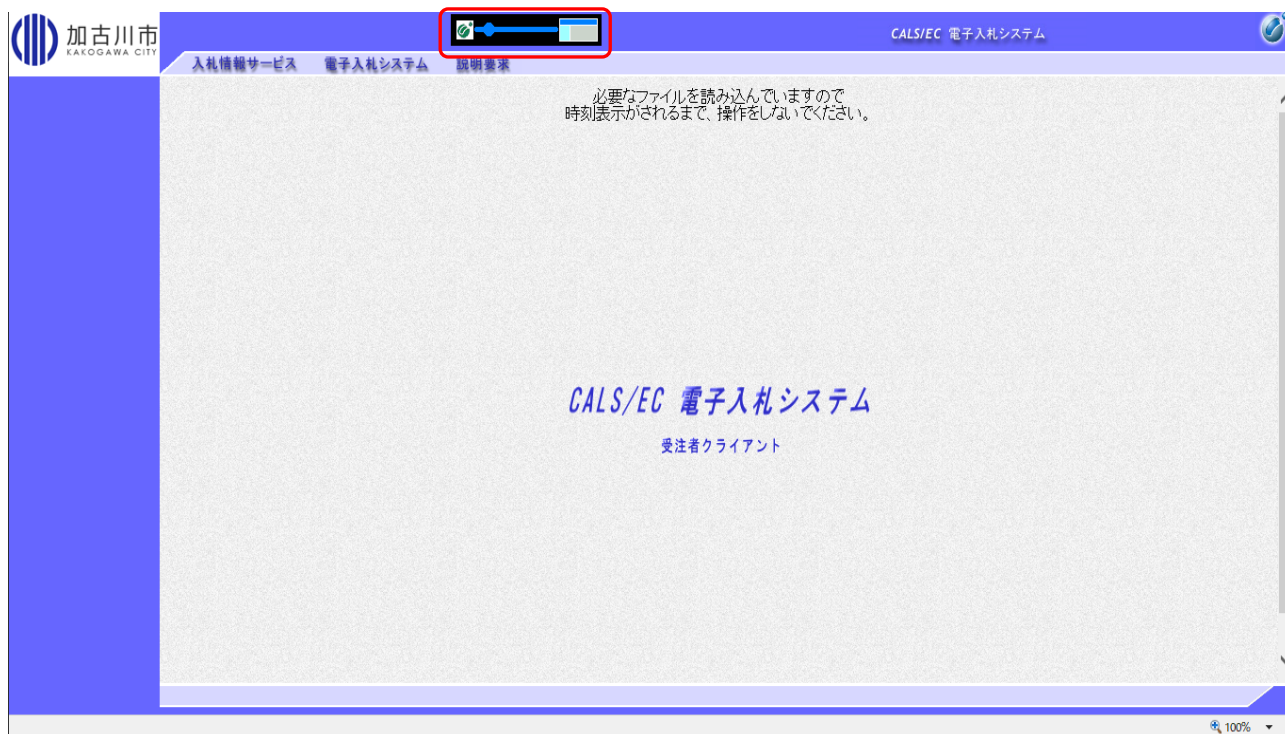 加古川市
KAKOGAWA CITY
CALS/EC 電子入札システム
入札情報サービス 電子入札システム 説明要求
必要なファイルを読み込んでいますので
時刻表示がされるまで、操作をしないでください。
CALS/EC 電子入札システム
受注者クライアント
100%